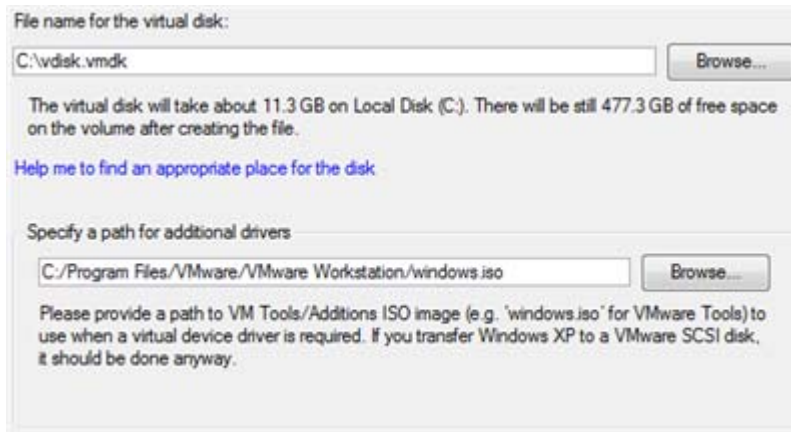 File name for the virtual disk:
C:\vdisk.vmdk
Browse...
The virtual disk will take about 11.3 GB on Local Disk (C:). There will be still 477.3 GB of free space
on the volume after creating the file.
Help me to find an appropriate place for the disk
Specify a path for additional drivers
C:/Program Files/VMware/VMware Workstation/windows.iso
Browse...
Please provide a path to VM Tools/Additions ISO image (e.g. 'windows.iso' for VMware Tools) to
use when a virtual device driver is required. If you transfer Windows XP to a VMware SCSI disk,
it should be done anyway.